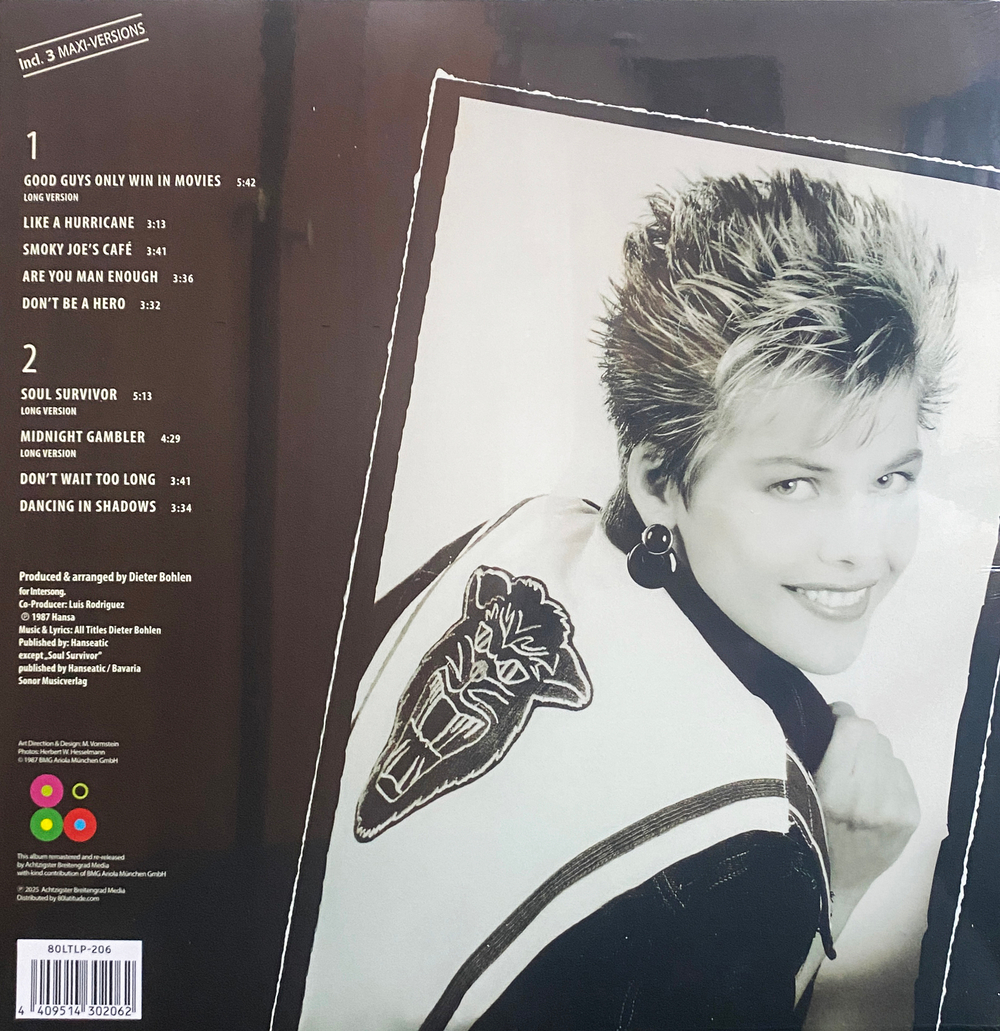 Incl. 3 MAXI-VERSIONS
1
GOOD GUYS ONLY WIN IN MOVIES 5:42
LONG VERSION
LIKE A HURRICANE 3:13
SMOKY JOE'S CAFÉ 3:41
ARE YOU MAN ENOUGH 3:36
DON'T BE A HERO 3:32
2
SOUL SURVIVOR 5:13
LONG VERSION
MIDNIGHT GAMBLER 4:29
LONG VERSION
DON'T WAIT TOO LONG 3:41
DANCING IN SHADOWS 3:34
Produced & arranged by Dieter Bohlen
for Intersong.
Co-Producer: Luis Rodriguez
℗ 1987 Hansa
Music & Lyrics: All Titles Dieter Bohlen
Published by: Hanseatic
except „Soul Survivor"
published by Hanseatic / Bavaria
Sonor Musicverlag
Art Direction & Design: M. Vormstein
Photos: Herbert W. Hesselmann
© 1987 BMG Ariola München GmbH
This album remastered and re-released
by Achtzigster Breitengrad Media
with kind contribution of BMG Ariola München GmbH
℗ 2025 Achtzigster Breitengrad Media
Distributed by 80latitude.com
80LTLP-206
4 409514 302062